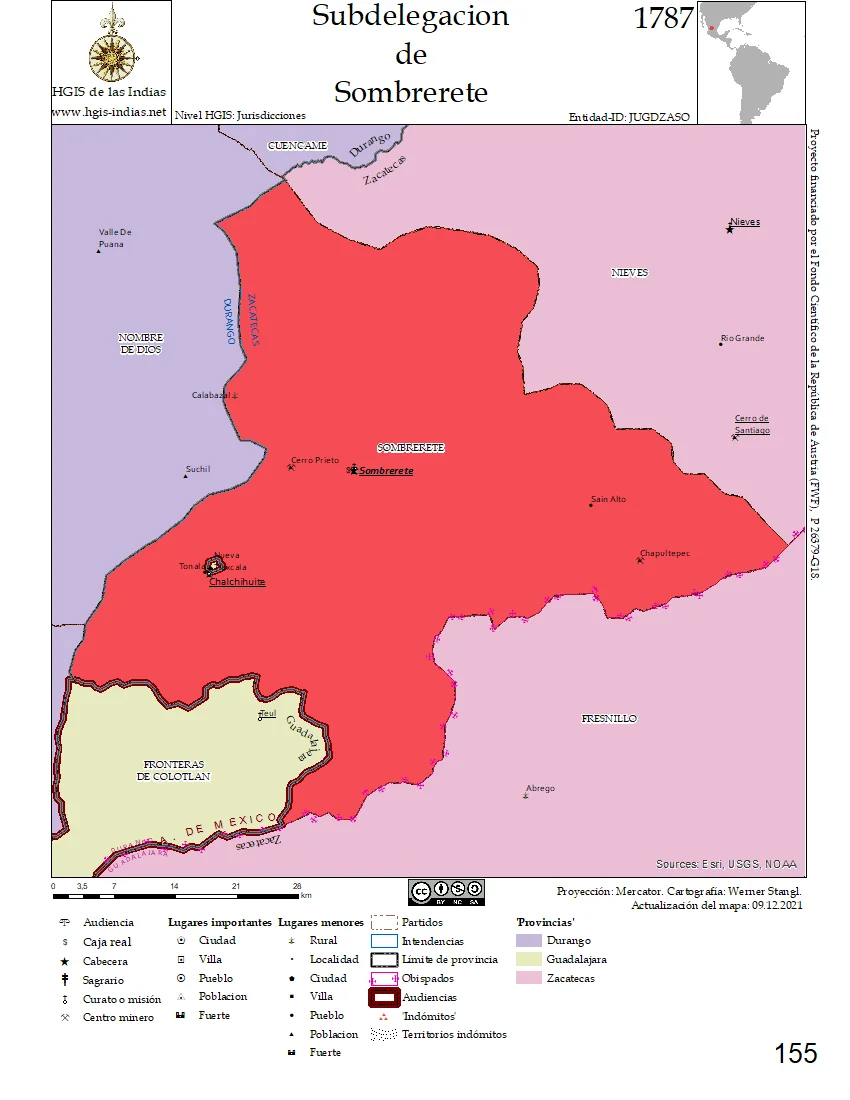 Subdelegacion
de
Sombrerete
1787
HGIS de las Indias
www.hgis-indias.net
Nivel HGIS: Jurisdicciones
Entidad-ID: JUGDZASO
CUENCAME
Durango
Zacatecas
Valle De
Puana
Nieves
NIEVES
ZACATECAS
DURANGO
NOMBRE
DE DIOS
Rio Grande
Calabazal
Cerro de
Santiago
SOMBRERETE
Cerro Prieto
$
Sombrerete
Suchil
Sain Alto
Nueva
Tonala
Chapultepec
Chalchihuite
Teul
Guadalajara
FRESNILLO
FRONTERAS
DE COLOTLAN
Abrego
A. DE MEXICO
DURANGO
GUADALAJARA
Zacatecas
Sources: Esri, USGS, NOAA
Proyecto financiado por el Fondo Científico de la República de Austria (FWF), P 26379-G18.
0 3,5 7 14 21 28
km
CC BY NC SA
Proyección: Mercator. Cartografía: Werner Stangl.
Actualización del mapa: 09.12.2021
Audiencia
$ Caja real
Cabecera
Sagrario
Curato o misión
Centro minero
Lugares importantes
Ciudad
Villa
Pueblo
Poblacion
Fuerte
Lugares menores
Rural
Localidad
Ciudad
Villa
Pueblo
Poblacion
Fuerte
Partidos
Intendencias
Límite de provincia
Obispados
Audiencias
'Indómitos'
Territorios indómitos
'Provincias'
Durango
Guadalajara
Zacatecas
155